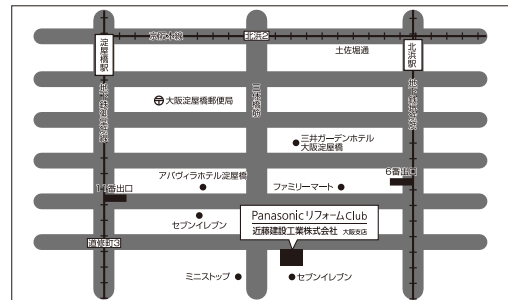 京阪本線
北浜2
土佐堀通
淀屋橋駅
北浜駅
地下鉄御堂筋線
三休橋筋
地下鉄堺筋線
大阪淀屋橋郵便局
三井ガーデンホテル
大阪淀屋橋
アパヴィラホテル淀屋橋
ファミリーマート
6番出口
11番出口
セブンイレブン
Panasonic リフォームClub
近藤建設工業株式会社 大阪支店
道修町3
ミニストップ
セブンイレブン